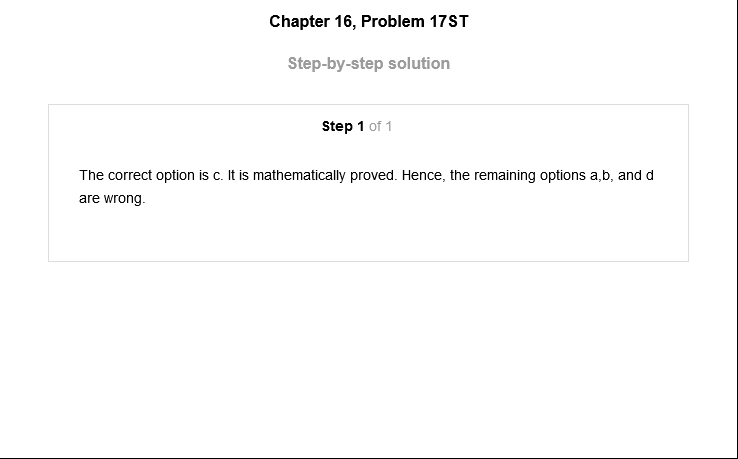 Chapter 16, Problem 17ST
Step-by-step solution
Step 1 of 1
The correct option is c. It is mathematically proved. Hence, the remaining options a,b, and d
are wrong.